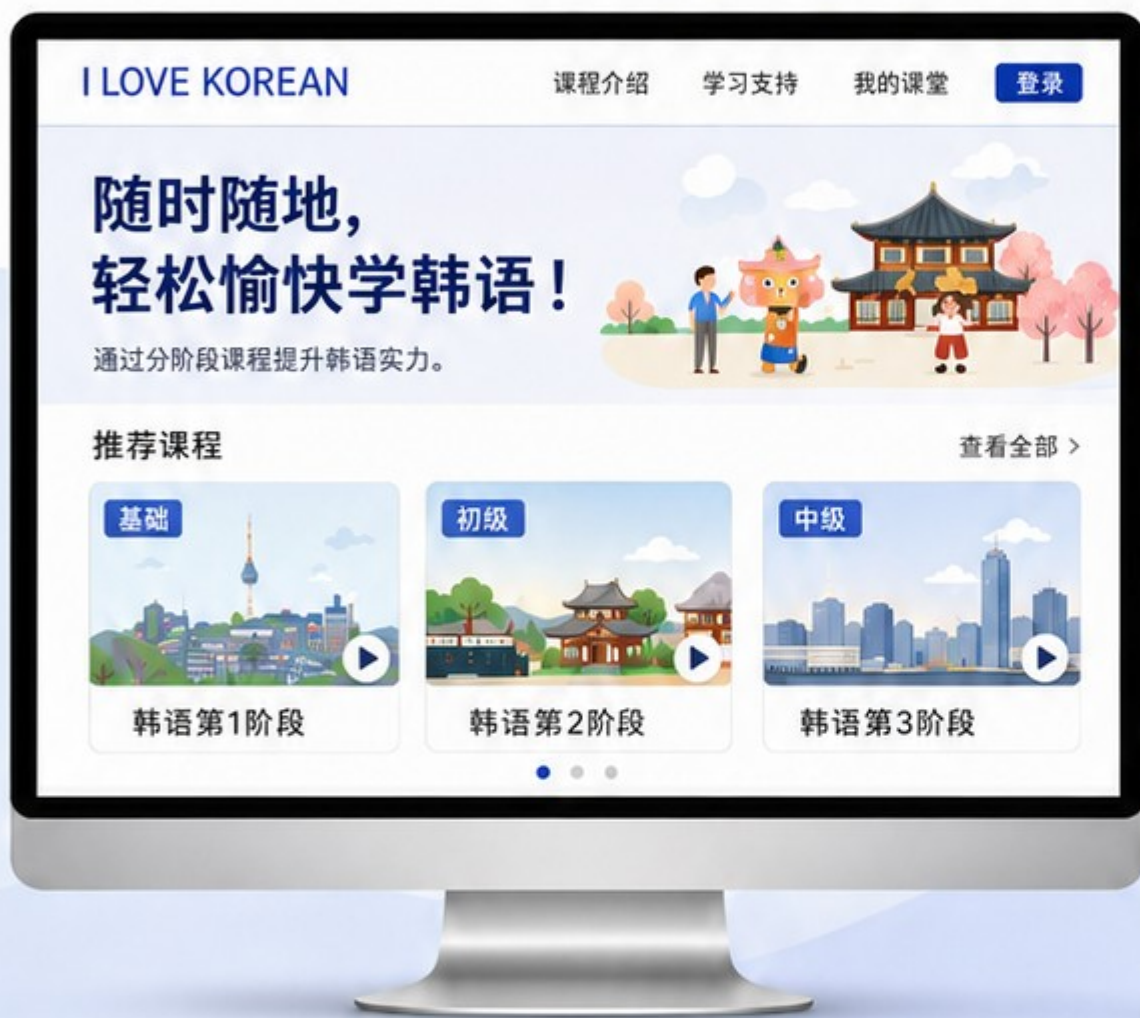 I LOVE KOREAN
课程介绍 学习支持 我的课堂 登录
随时随地，
轻松愉快学韩语！
通过分阶段课程提升韩语实力。
推荐课程
查看全部 >
基础
初级
中级
韩语第1阶段
韩语第2阶段
韩语第3阶段